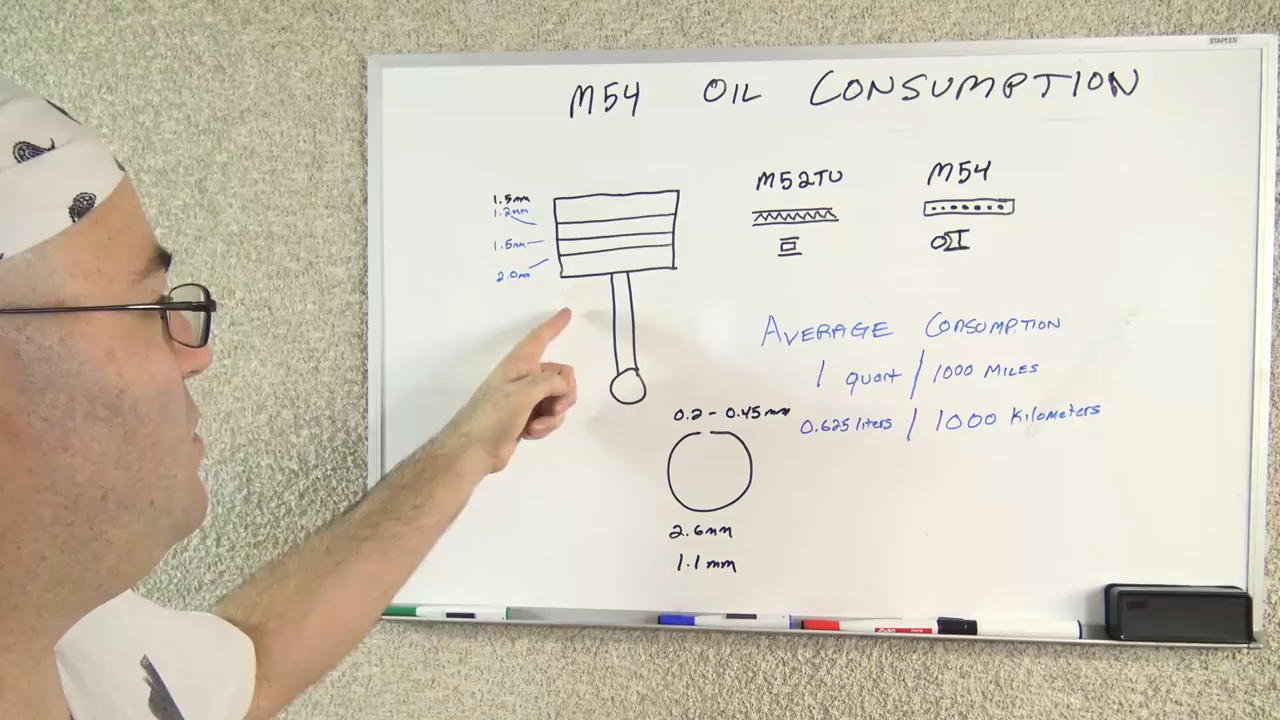 STAPLES
M54 OIL CONSUMPTION
M52TU
M54
1.5mm
1.2mm
1.5mm
2.0mm
AVERAGE CONSUMPTION
1 quart / 1000 MILES
0.625 liters / 1000 Kilometers
0.2 - 0.45mm
2.6mm
1.1mm